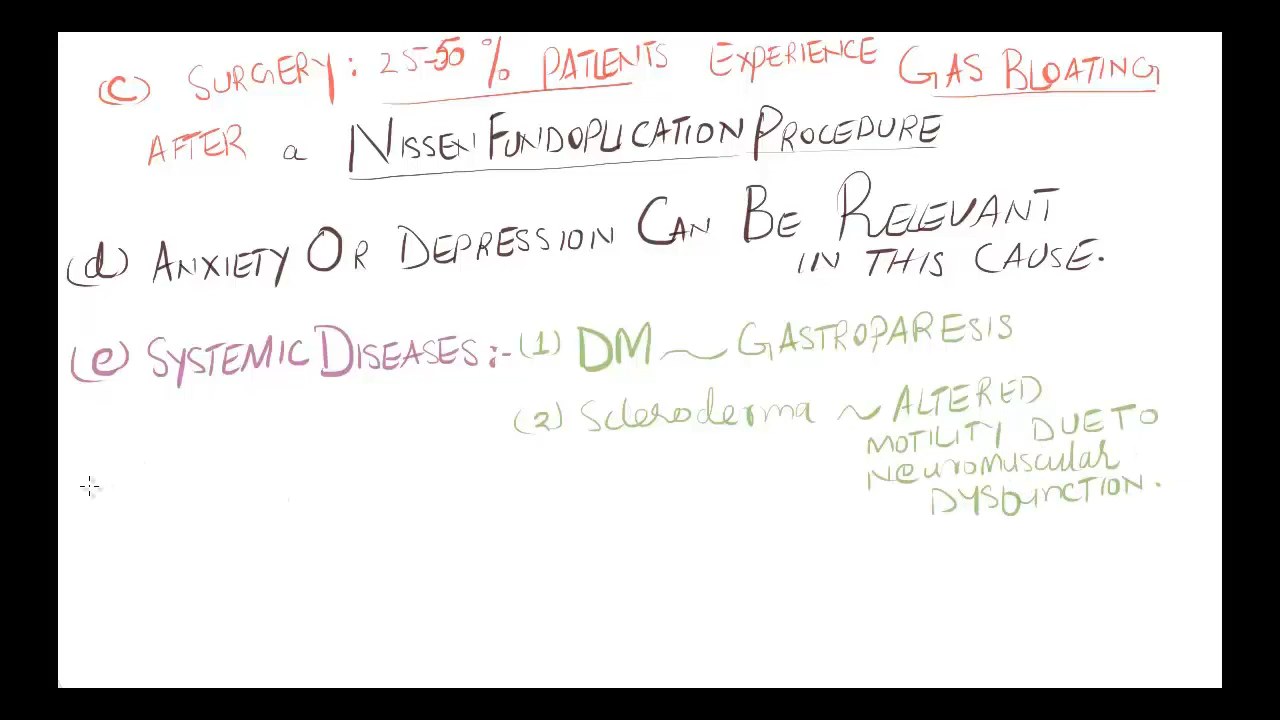 (C) SURGERY: 25-50 % PATIENTS EXPERIENCE GAS BLOATING
AFTER a NISSEN FUNDOPLICATION PROCEDURE
(d) ANXIETY OR DEPRESSION CAN BE RELEVANT
IN THIS CAUSE.
(e) SYSTEMIC DISEASES:- (1) DM ~ GASTROPARESIS
(2) Scleroderma ~ ALTERED
MOTILITY DUE TO
Neuromuscular
DYSFUNCTION.